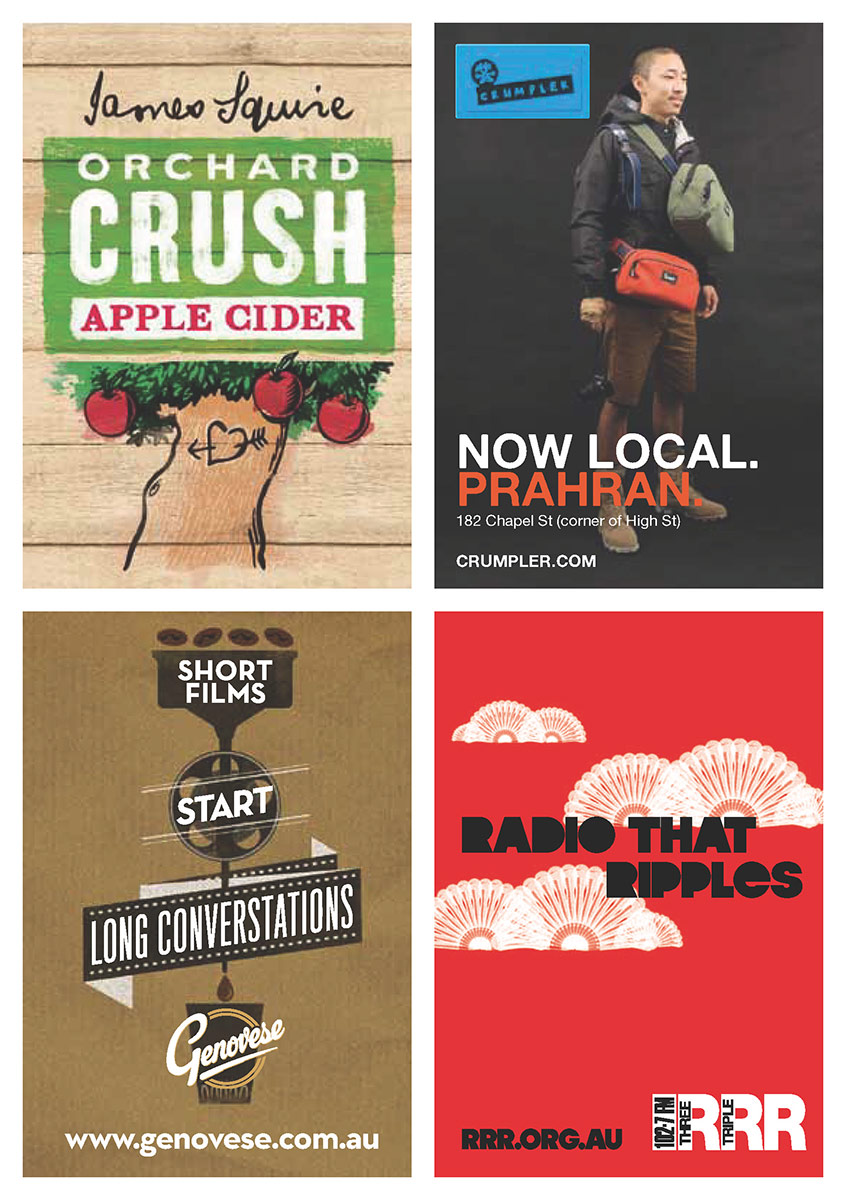 James Squire
ORCHARD
CRUSH
APPLE CIDER
CRUMPLER
NOW LOCAL.
PRAHRAN.
182 Chapel St (corner of High St)
CRUMPLER.COM
SHORT
FILMS
START
LONG CONVERSTATIONS
Genovese
www.genovese.com.au
RADIO THAT
RIPPLES
RRR.ORG.AU
102.7 FM
THREE
TRIPLE
RRR